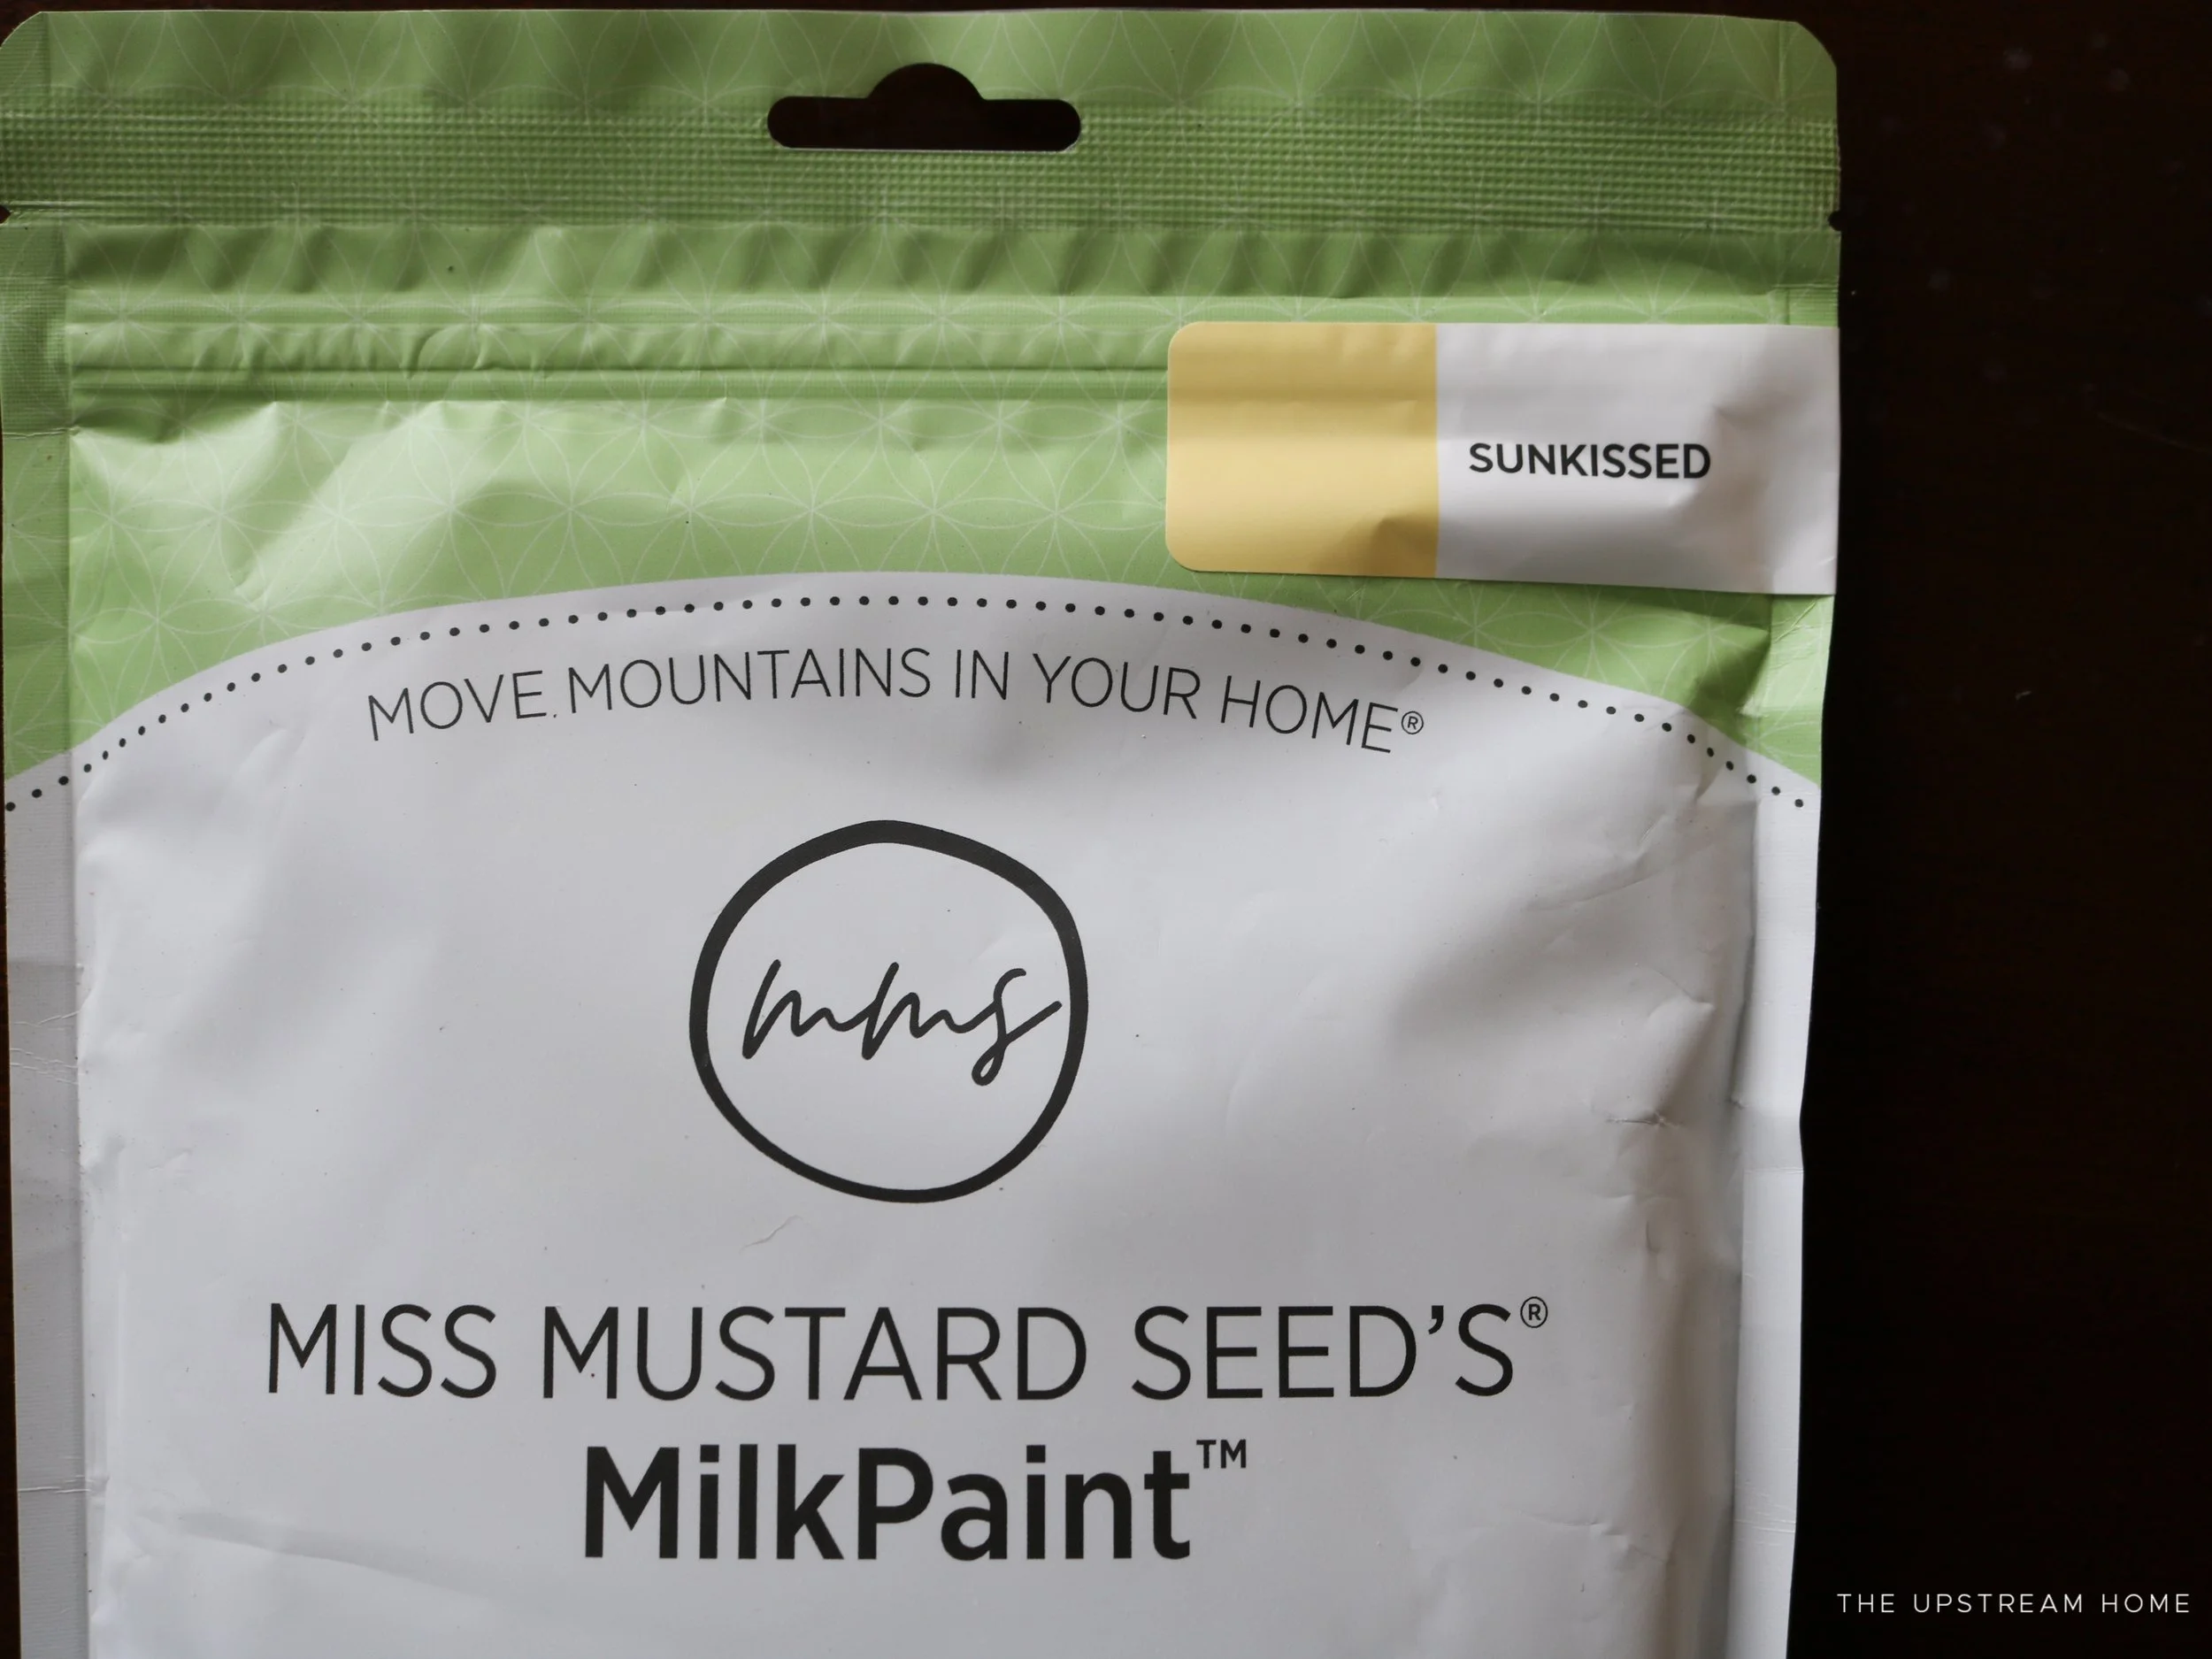 SUNKISSED
MOVE MOUNTAINS IN YOUR HOME®
mms
MISS MUSTARD SEED’S®
MilkPaint™
THE UPSTREAM HOME